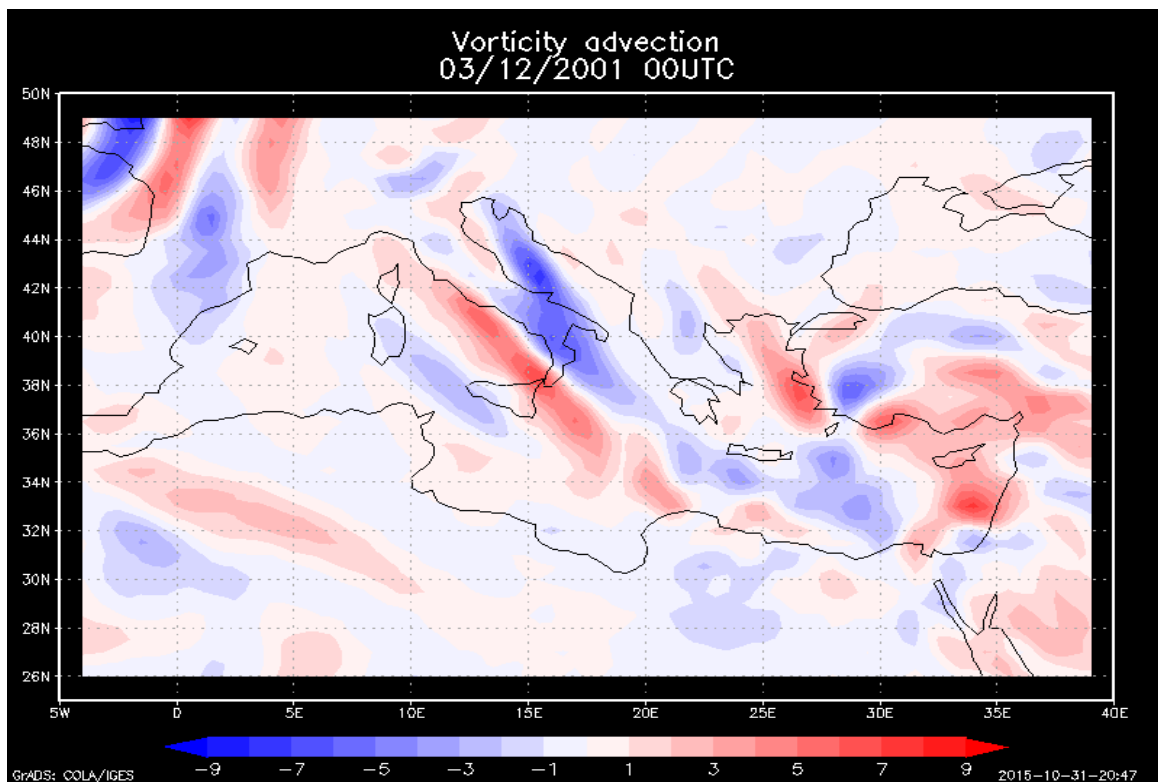 Vorticity advection
03/12/2001 00UTC
50N
48N
46N
44N
42N
40N
38N
36N
34N
32N
30N
28N
26N
5W 0 5E 10E 15E 20E 25E 30E 35E 40E
-9 -7 -5 -3 -1 1 3 5 7 9
GrADS: COLA/IGES 2015-10-31-20:47